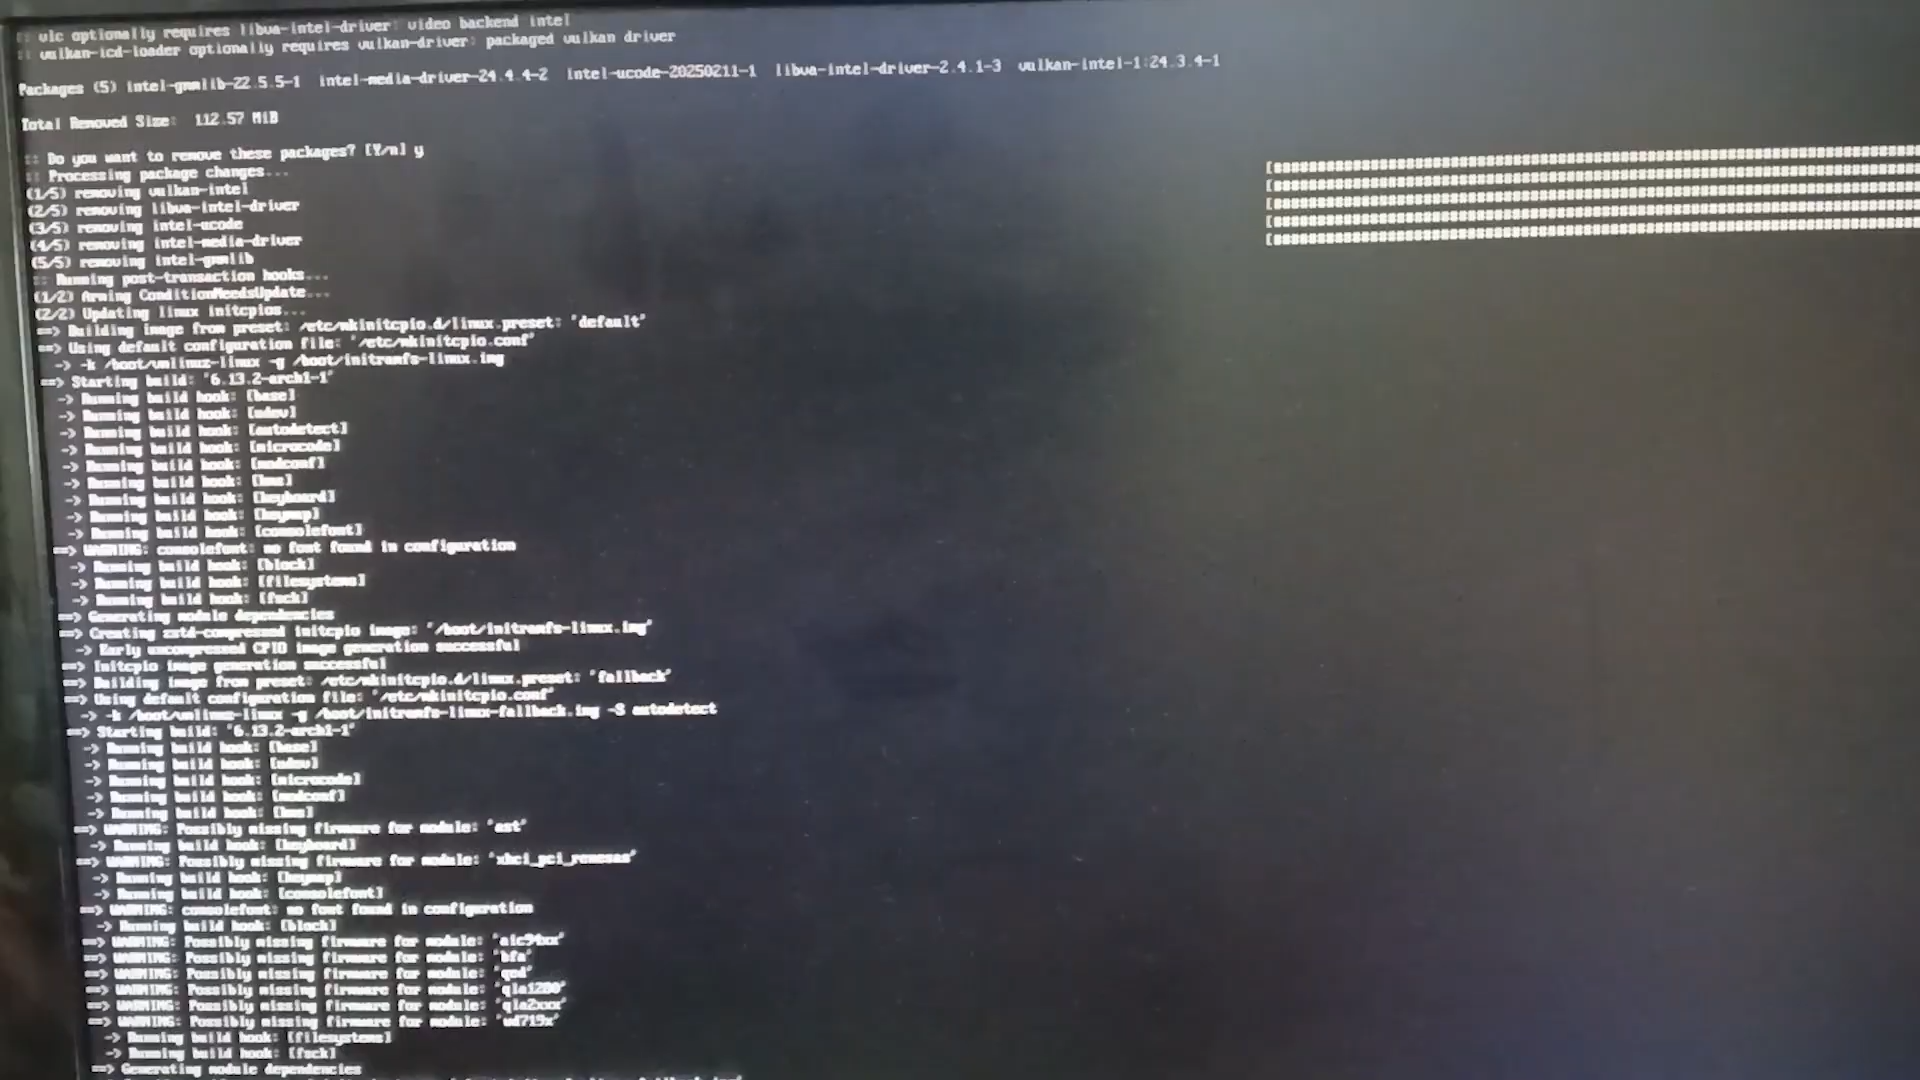 :: vlc optionally requires libva-intel-driver: video backend intel
:: vulkan-icd-loader optionally requires vulkan-driver: packaged vulkan driver
Packages (5) intel-gmmlib-22.5.5-1 intel-media-driver-24.4.4-2 intel-ucode-20250211-1 libva-intel-driver-2.4.1-3 vulkan-intel-1:24.3.4-1
Total Removed Size: 112.57 MiB
:: Do you want to remove these packages? [Y/n] y
:: Processing package changes...
(1/5) removing vulkan-intel
(2/5) removing libva-intel-driver
(3/5) removing intel-ucode
(4/5) removing intel-media-driver
(5/5) removing intel-gmmlib
:: Running post-transaction hooks...
(1/2) Arming ConditionNeedsUpdate...
(2/2) Updating linux initcpios...
==> Building image from preset: /etc/mkinitcpio.d/linux.preset: 'default'
==> Using default configuration file: '/etc/mkinitcpio.conf'
-> -k /boot/vmlinuz-linux -g /boot/initramfs-linux.img
==> Starting build: '6.13.2-arch1-1'
-> Running build hook: [base]
-> Running build hook: [udev]
-> Running build hook: [autodetect]
-> Running build hook: [microcode]
-> Running build hook: [modconf]
-> Running build hook: [kms]
-> Running build hook: [keyboard]
-> Running build hook: [keymap]
-> Running build hook: [consolefont]
==> WARNING: consolefont: no font found in configuration
-> Running build hook: [block]
-> Running build hook: [filesystems]
-> Running build hook: [fsck]
==> Generating module dependencies
==> Creating zstd-compressed initcpio image: '/boot/initramfs-linux.img'
-> Early uncompressed CPIO image generation successful
==> Initcpio image generation successful
==> Building image from preset: /etc/mkinitcpio.d/linux.preset: 'fallback'
==> Using default configuration file: '/etc/mkinitcpio.conf'
-> -k /boot/vmlinuz-linux -g /boot/initramfs-linux-fallback.img -S autodetect
==> Starting build: '6.13.2-arch1-1'
-> Running build hook: [base]
-> Running build hook: [udev]
-> Running build hook: [microcode]
-> Running build hook: [modconf]
-> Running build hook: [kms]
==> WARNING: Possibly missing firmware for module: 'ast'
-> Running build hook: [keyboard]
==> WARNING: Possibly missing firmware for module: 'xhci_pci_renesas'
-> Running build hook: [keymap]
-> Running build hook: [consolefont]
==> WARNING: consolefont: no font found in configuration
-> Running build hook: [block]
==> WARNING: Possibly missing firmware for module: 'aic94xx'
==> WARNING: Possibly missing firmware for module: 'bfa'
==> WARNING: Possibly missing firmware for module: 'qed'
==> WARNING: Possibly missing firmware for module: 'qla1280'
==> WARNING: Possibly missing firmware for module: 'qla2xxx'
==> WARNING: Possibly missing firmware for module: 'wd719x'
-> Running build hook: [filesystems]
-> Running build hook: [fsck]
==> Generating module dependencies